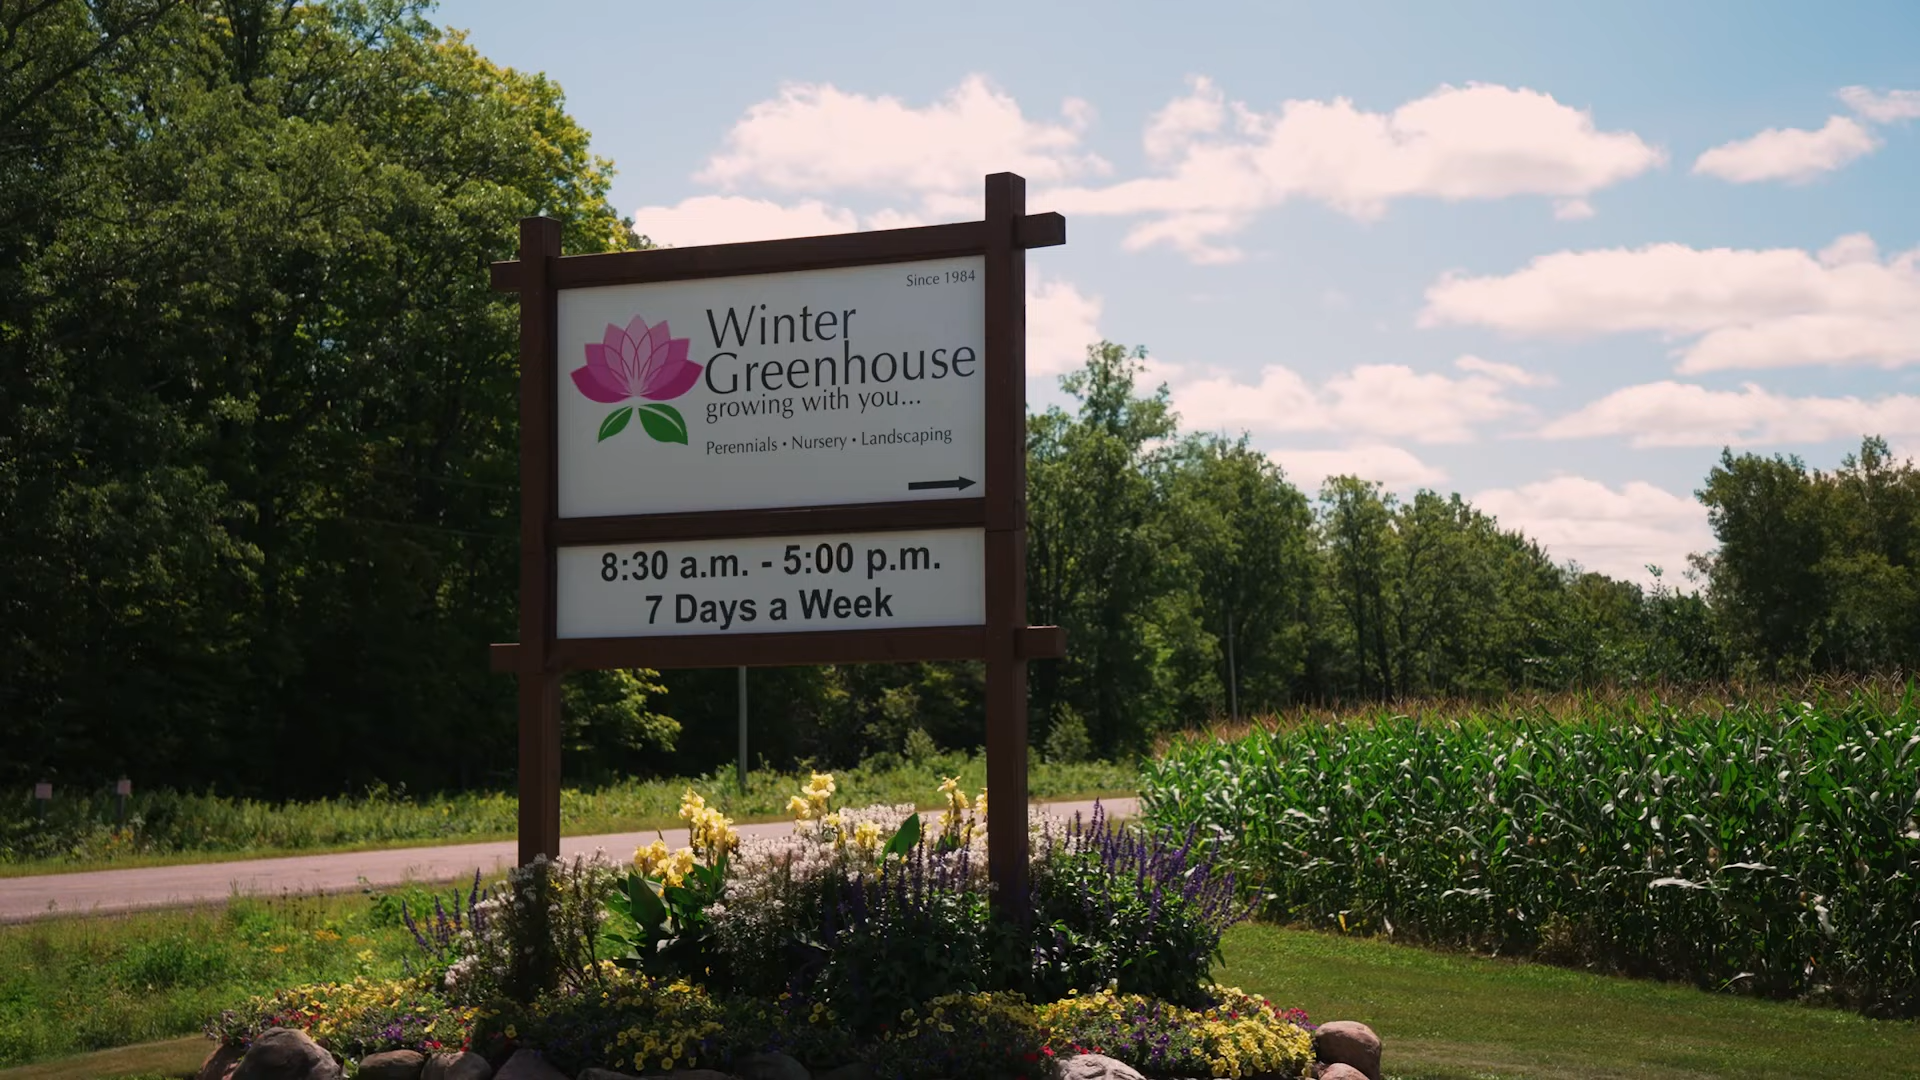 Since 1984
Winter
Greenhouse
growing with you...
Perennials • Nursery • Landscaping
8:30 a.m. - 5:00 p.m.
7 Days a Week